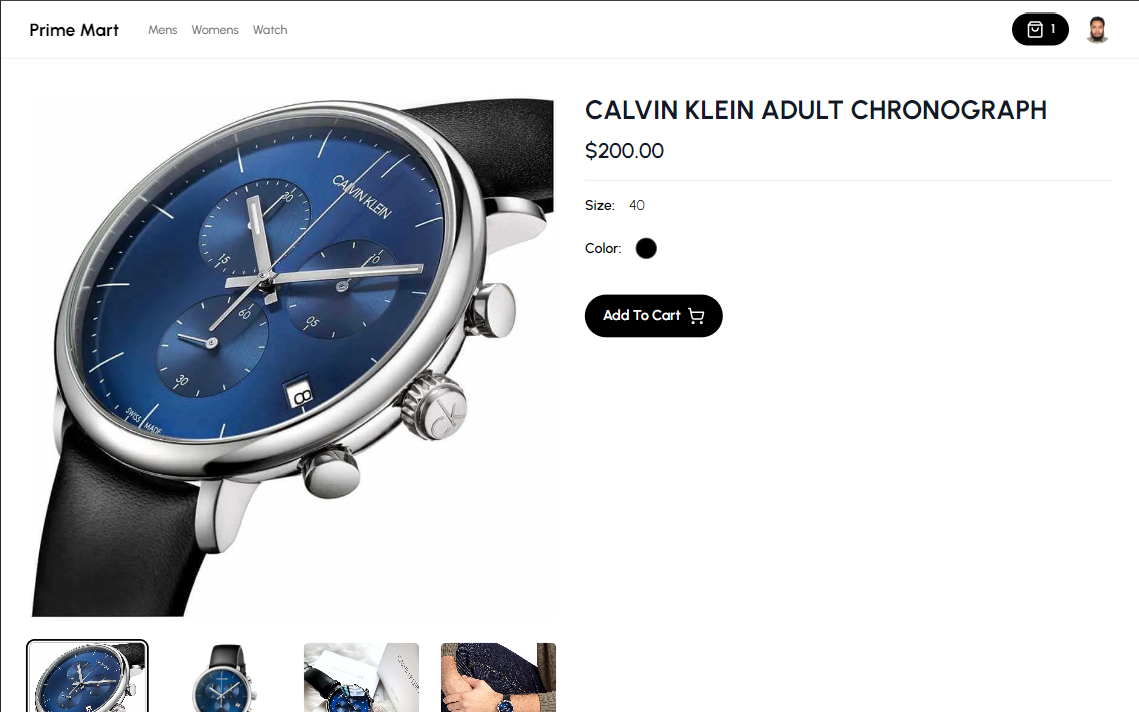 Prime Mart
Mens
Womens
Watch
1
CALVIN KLEIN ADULT CHRONOGRAPH
$200.00
Size: 40
Color:
Add To Cart
CALVIN KLEIN
30
15
10
05
60
30
8
SWISS MADE
ck